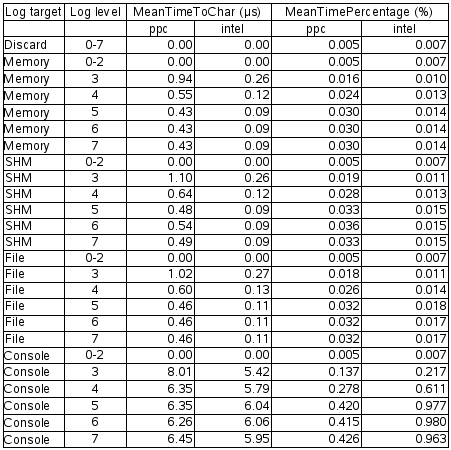 Log target Log level MeanTimeToChar (µs) MeanTimePercentage (%)
ppc intel ppc intel
Discard 0-7 0.00 0.00 0.005 0.007
Memory 0-2 0.00 0.00 0.005 0.007
Memory 3 0.94 0.26 0.016 0.010
Memory 4 0.55 0.12 0.024 0.013
Memory 5 0.43 0.09 0.030 0.014
Memory 6 0.43 0.09 0.030 0.014
Memory 7 0.43 0.09 0.030 0.014
SHM 0-2 0.00 0.00 0.005 0.007
SHM 3 1.10 0.26 0.019 0.011
SHM 4 0.64 0.12 0.028 0.013
SHM 5 0.48 0.09 0.033 0.015
SHM 6 0.54 0.09 0.036 0.015
SHM 7 0.49 0.09 0.033 0.015
File 0-2 0.00 0.00 0.005 0.007
File 3 1.02 0.27 0.018 0.011
File 4 0.60 0.13 0.026 0.014
File 5 0.46 0.11 0.032 0.018
File 6 0.46 0.11 0.032 0.017
File 7 0.46 0.11 0.032 0.017
Console 0-2 0.00 0.00 0.005 0.007
Console 3 8.01 5.42 0.137 0.217
Console 4 6.35 5.79 0.278 0.611
Console 5 6.35 6.04 0.420 0.977
Console 6 6.26 6.06 0.415 0.980
Console 7 6.45 5.95 0.426 0.963